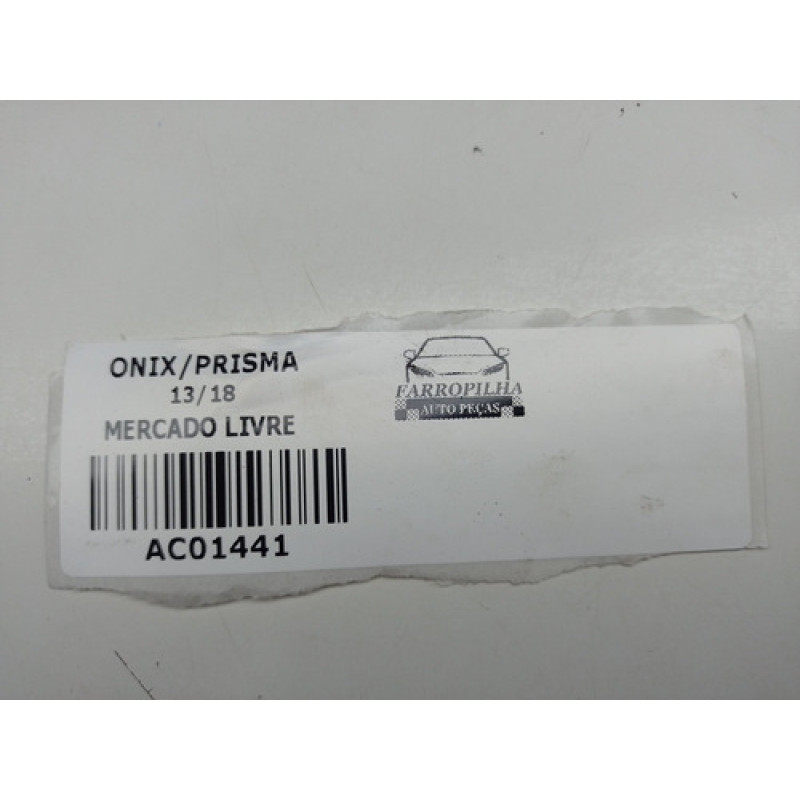 ONIX/PRISMA
13/18
MERCADO LIVRE
AC01441
FARROPILHA
AUTO PEÇAS